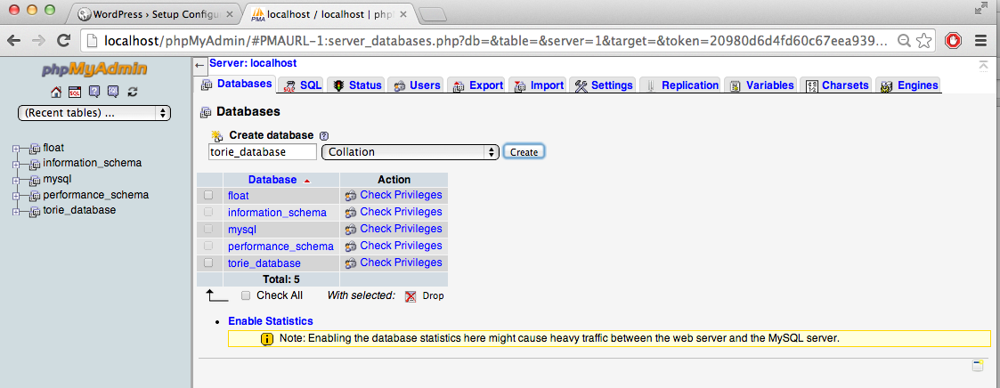 WordPress › Setup Configu
localhost / localhost | php
localhost/phpMyAdmin/#PMAURL-1:server_databases.php?db=&table=&server=1&target=&token=20980d6d4fd60c67eea939...
phpMyAdmin
SQL
(Recent tables) ...
float
information_schema
mysql
performance_schema
torie_database
Server: localhost
Databases SQL Status Users Export Import Settings Replication Variables Charsets Engines
Databases
Create database
torie_database Collation Create
Database Action
float Check Privileges
information_schema Check Privileges
mysql Check Privileges
performance_schema Check Privileges
torie_database Check Privileges
Total: 5
Check All With selected: Drop
• Enable Statistics
Note: Enabling the database statistics here might cause heavy traffic between the web server and the MySQL server.